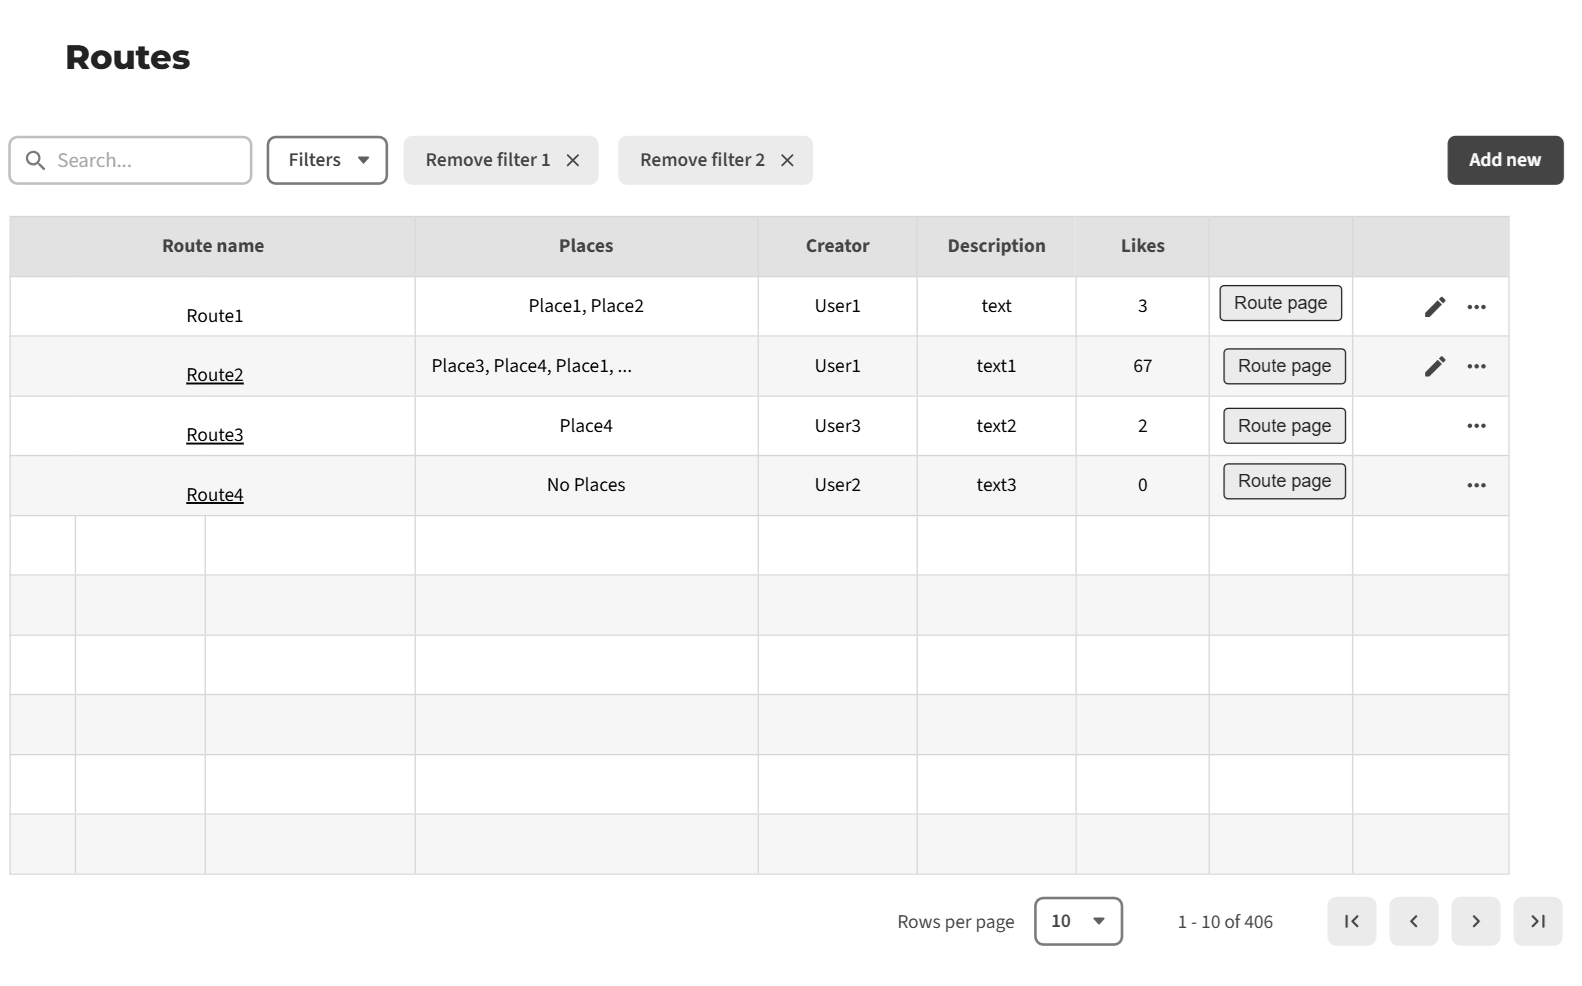 Routes
Search...
Filters
Remove filter 1
Remove filter 2
Add new
Route name Places Creator Description Likes
Route1 Place1, Place2 User1 text 3 Route page
Route2 Place3, Place4, Place1, ... User1 text1 67 Route page
Route3 Place4 User3 text2 2 Route page
Route4 No Places User2 text3 0 Route page
Rows per page 10 1 - 10 of 406